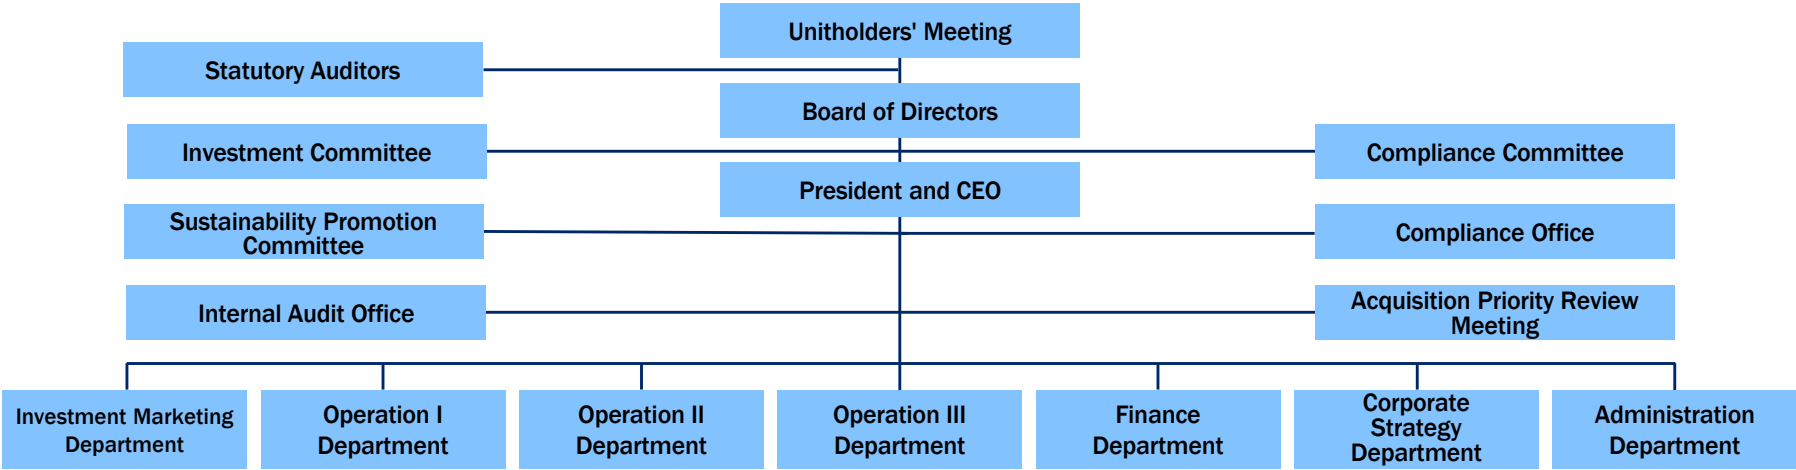 Unitholders' Meeting
Statutory Auditors
Board of Directors
Investment Committee
Compliance Committee
President and CEO
Sustainability Promotion
Committee
Compliance Office
Internal Audit Office
Acquisition Priority Review
Meeting
Investment Marketing
Department
Operation I
Department
Operation II
Department
Operation III
Department
Finance
Department
Corporate
Strategy
Department
Administration
Department